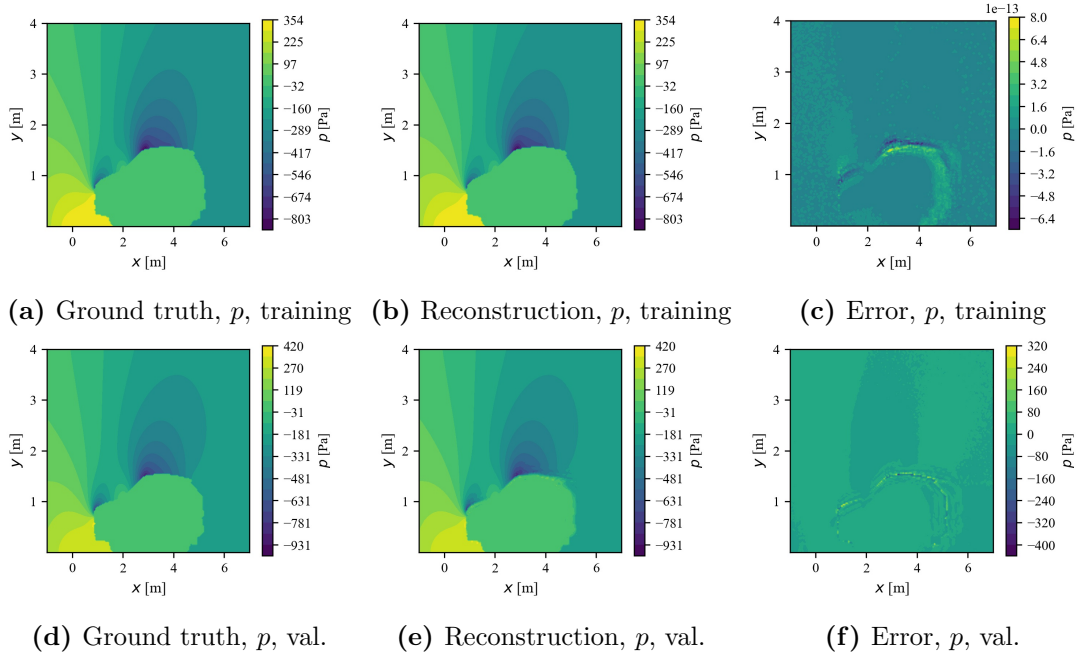 4
3
2
1
y [m]
0 2 4 6
x [m]
354
225
97
−32
−160
−289
−417
−546
−674
−803
p [Pa]
4
3
2
1
y [m]
0 2 4 6
x [m]
354
225
97
−32
−160
−289
−417
−546
−674
−803
p [Pa]
1e−13
4
3
2
1
y [m]
0 2 4 6
x [m]
8.0
6.4
4.8
3.2
1.6
0.0
−1.6
−3.2
−4.8
−6.4
p [Pa]
(a) Ground truth, p, training
(b) Reconstruction, p, training
(c) Error, p, training
4
3
2
1
y [m]
0 2 4 6
x [m]
420
270
119
−31
−181
−331
−481
−631
−781
−931
p [Pa]
4
3
2
1
y [m]
0 2 4 6
x [m]
420
270
119
−31
−181
−331
−481
−631
−781
−931
p [Pa]
4
3
2
1
y [m]
0 2 4 6
x [m]
320
240
160
80
0
−80
−160
−240
−320
−400
p [Pa]
(d) Ground truth, p, val.
(e) Reconstruction, p, val.
(f) Error, p, val.